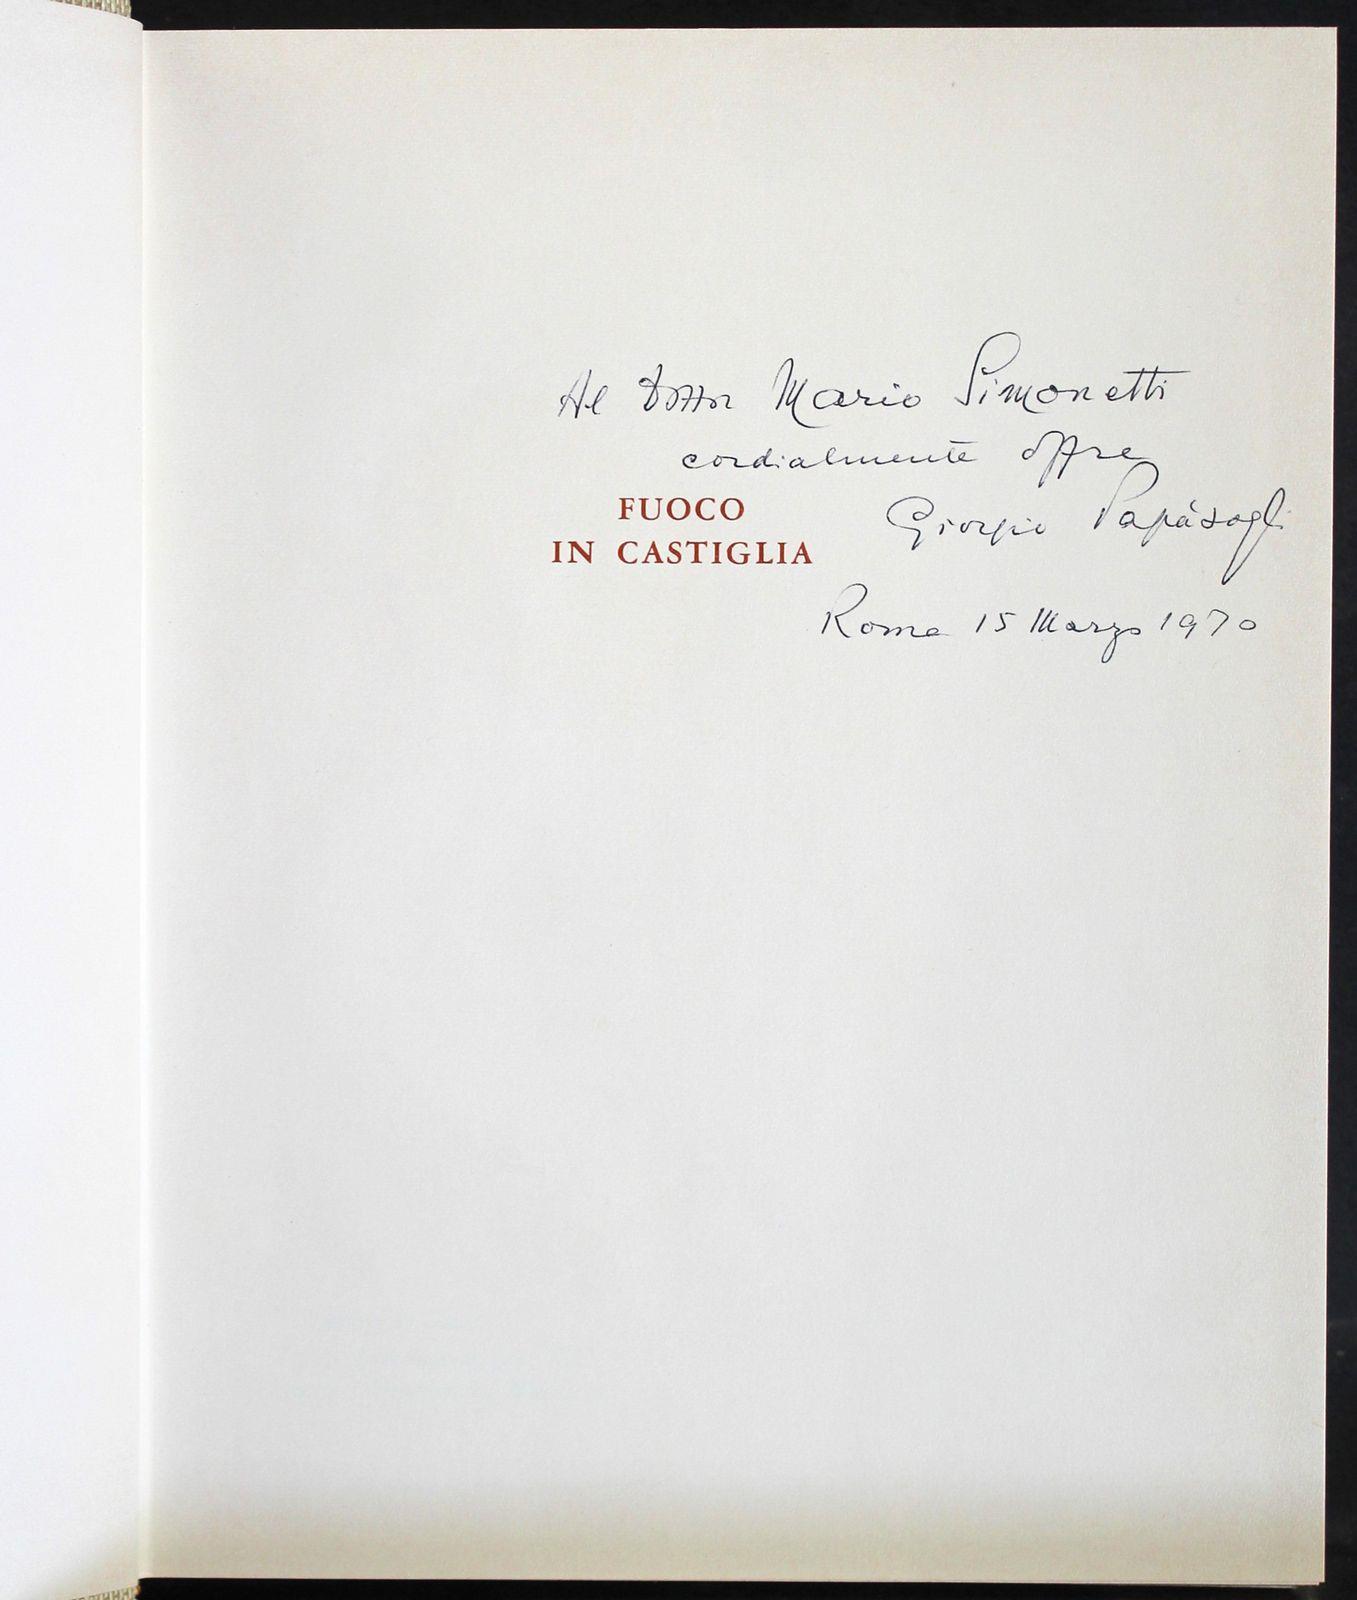 Al Dottor Mario Simonetti
cordialmente offre
Giorgio Papàsogli
Roma 15 Marzo 1970
FUOCO
IN CASTIGLIA